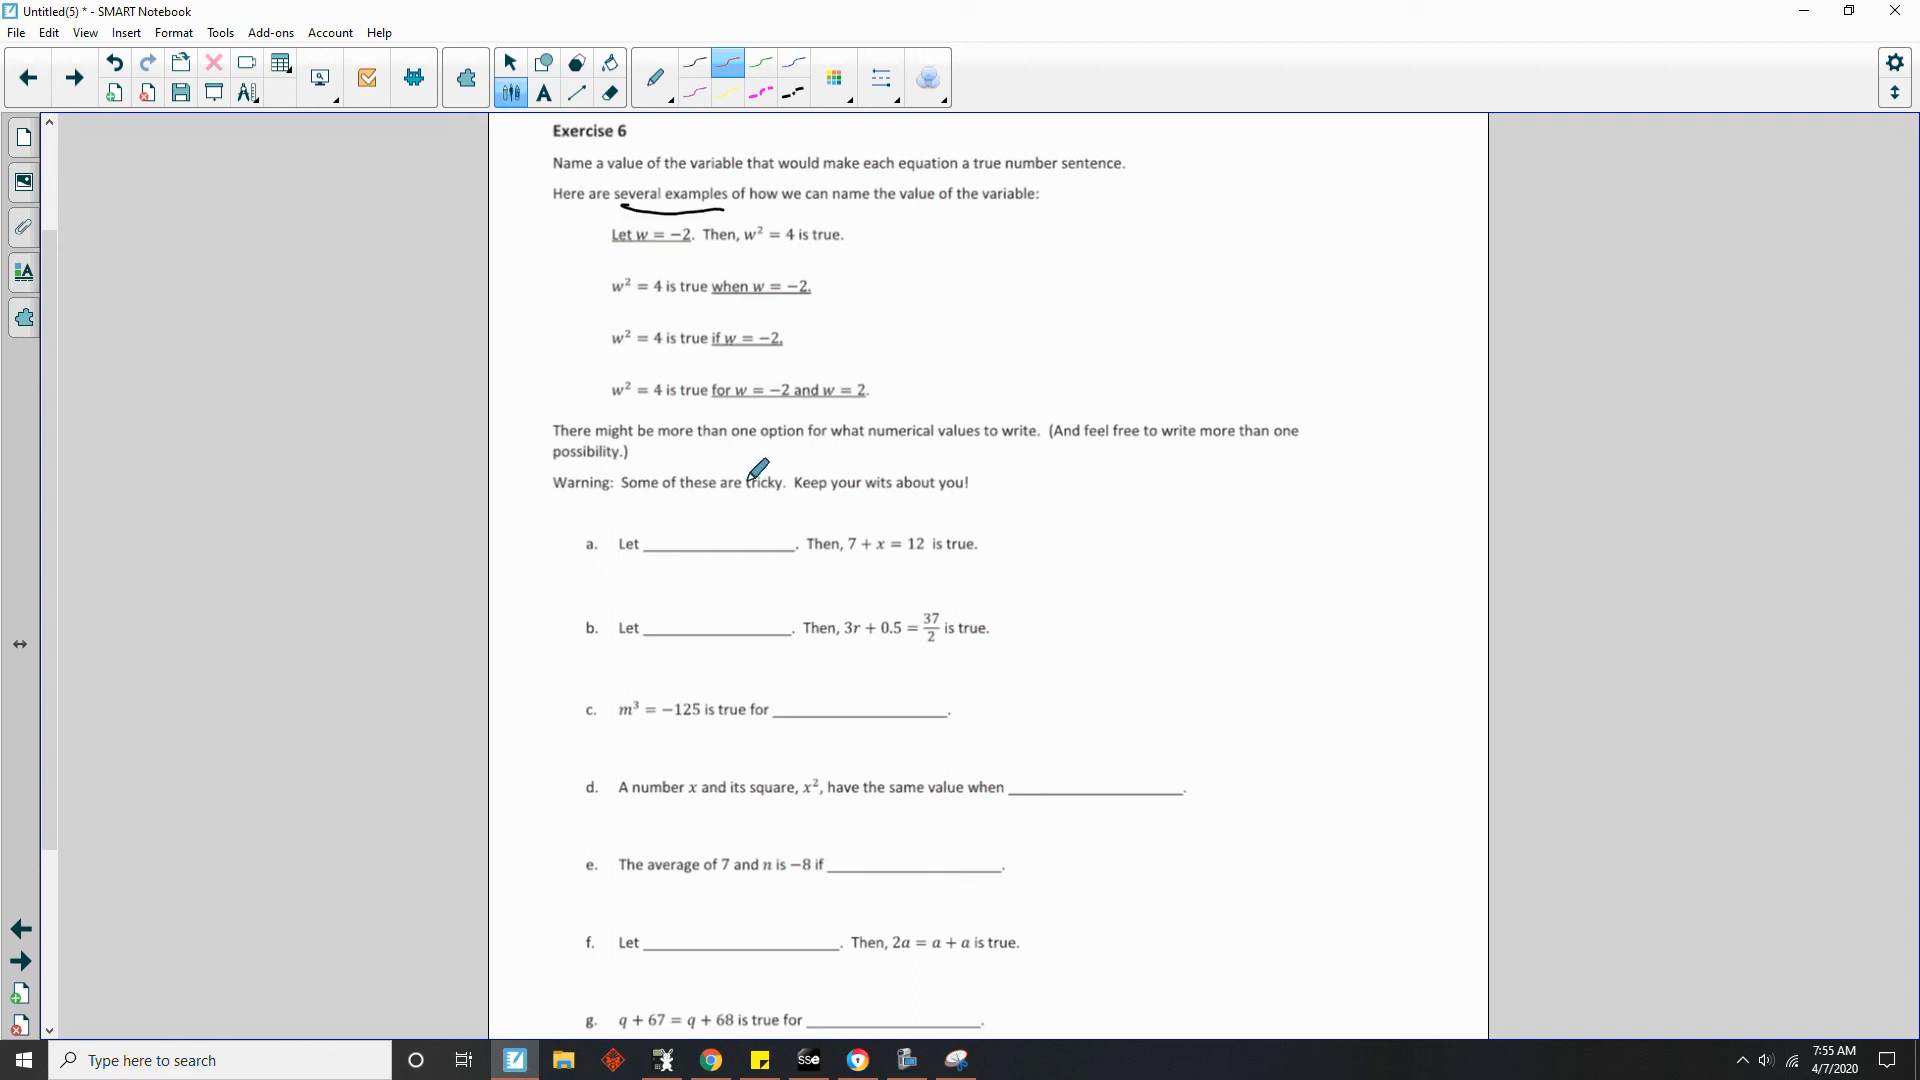 Untitled(5) * - SMART Notebook
File Edit View Insert Format Tools Add-ons Account Help
Exercise 6
Name a value of the variable that would make each equation a true number sentence.
Here are several examples of how we can name the value of the variable:
Let w = −2. Then, w² = 4 is true.
w² = 4 is true when w = −2.
w² = 4 is true if w = −2.
w² = 4 is true for w = −2 and w = 2.
There might be more than one option for what numerical values to write. (And feel free to write more than one
possibility.)
Warning: Some of these are tricky. Keep your wits about you!
a. Let ________________. Then, 7 + x = 12 is true.
b. Let ________________. Then, 3r + 0.5 = 37/2 is true.
c. m³ = −125 is true for ___________________.
d. A number x and its square, x², have the same value when ___________________.
e. The average of 7 and n is −8 if ___________________.
f. Let _____________________. Then, 2a = a + a is true.
g. q + 67 = q + 68 is true for ___________________.
Type here to search
SSe
7:55 AM
4/7/2020